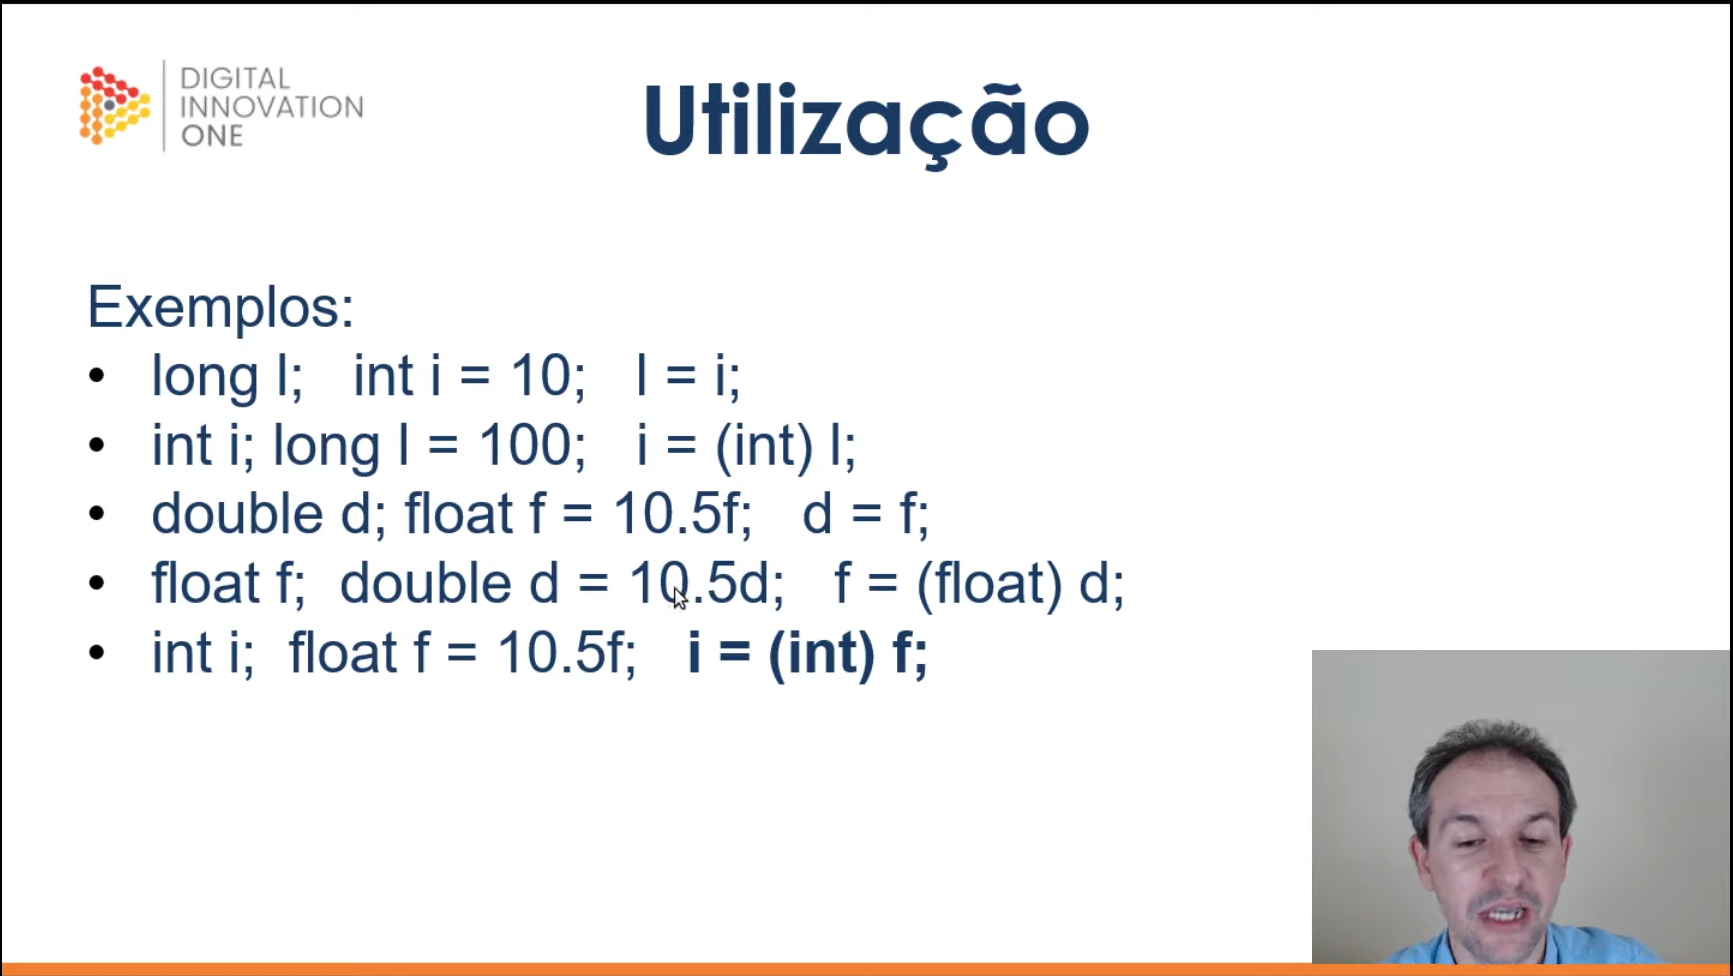 DIGITAL
INNOVATION
ONE
Utilização
Exemplos:
• long l; int i = 10; l = i;
• int i; long l = 100; i = (int) l;
• double d; float f = 10.5f; d = f;
• float f; double d = 10.5d; f = (float) d;
• int i; float f = 10.5f; i = (int) f;